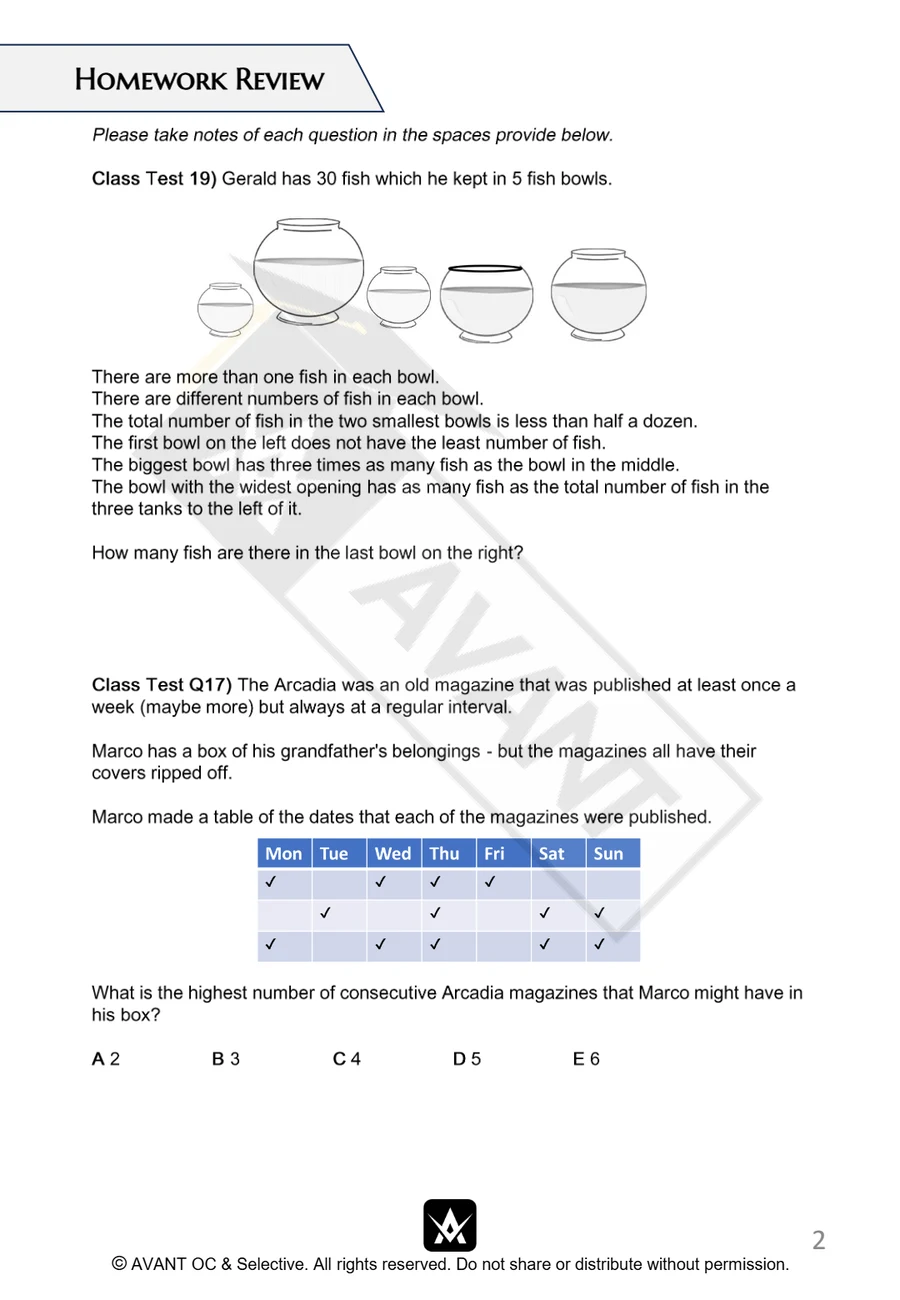 HOMEWORK REVIEW
Please take notes of each question in the spaces provide below.
Class Test 19) Gerald has 30 fish which he kept in 5 fish bowls.
There are more than one fish in each bowl.
There are different numbers of fish in each bowl.
The total number of fish in the two smallest bowls is less than half a dozen.
The first bowl on the left does not have the least number of fish.
The biggest bowl has three times as many fish as the bowl in the middle.
The bowl with the widest opening has as many fish as the total number of fish in the
three tanks to the left of it.
How many fish are there in the last bowl on the right?
AVANT
Class Test Q17) The Arcadia was an old magazine that was published at least once a
week (maybe more) but always at a regular interval.
Marco has a box of his grandfather's belongings - but the magazines all have their
covers ripped off.
Marco made a table of the dates that each of the magazines were published.
Mon Tue Wed Thu Fri Sat Sun
✓ ✓ ✓ ✓
✓ ✓ ✓ ✓
✓ ✓ ✓ ✓ ✓
What is the highest number of consecutive Arcadia magazines that Marco might have in
his box?
A 2 B 3 C 4 D 5 E 6
2
© AVANT OC & Selective. All rights reserved. Do not share or distribute without permission.